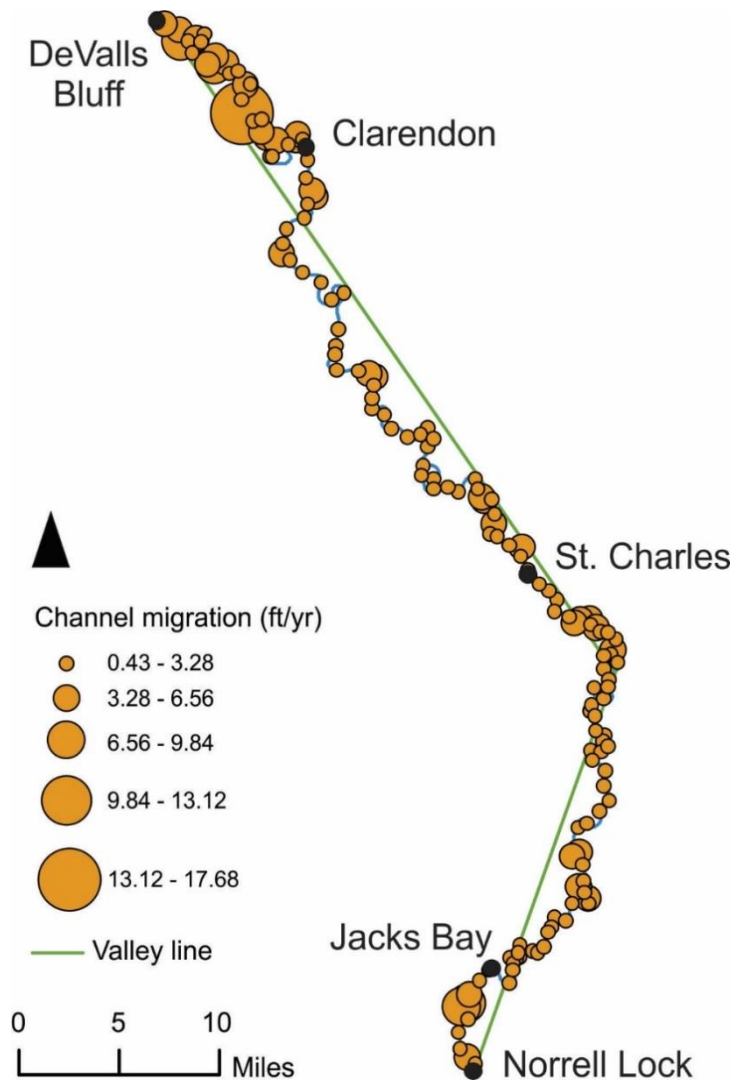 DeValls
Bluff
Clarendon
St. Charles
Channel migration (ft/yr)
0.43 - 3.28
3.28 - 6.56
6.56 - 9.84
9.84 - 13.12
13.12 - 17.68
Valley line
Jacks Bay
0 5 10
Miles
Norrell Lock